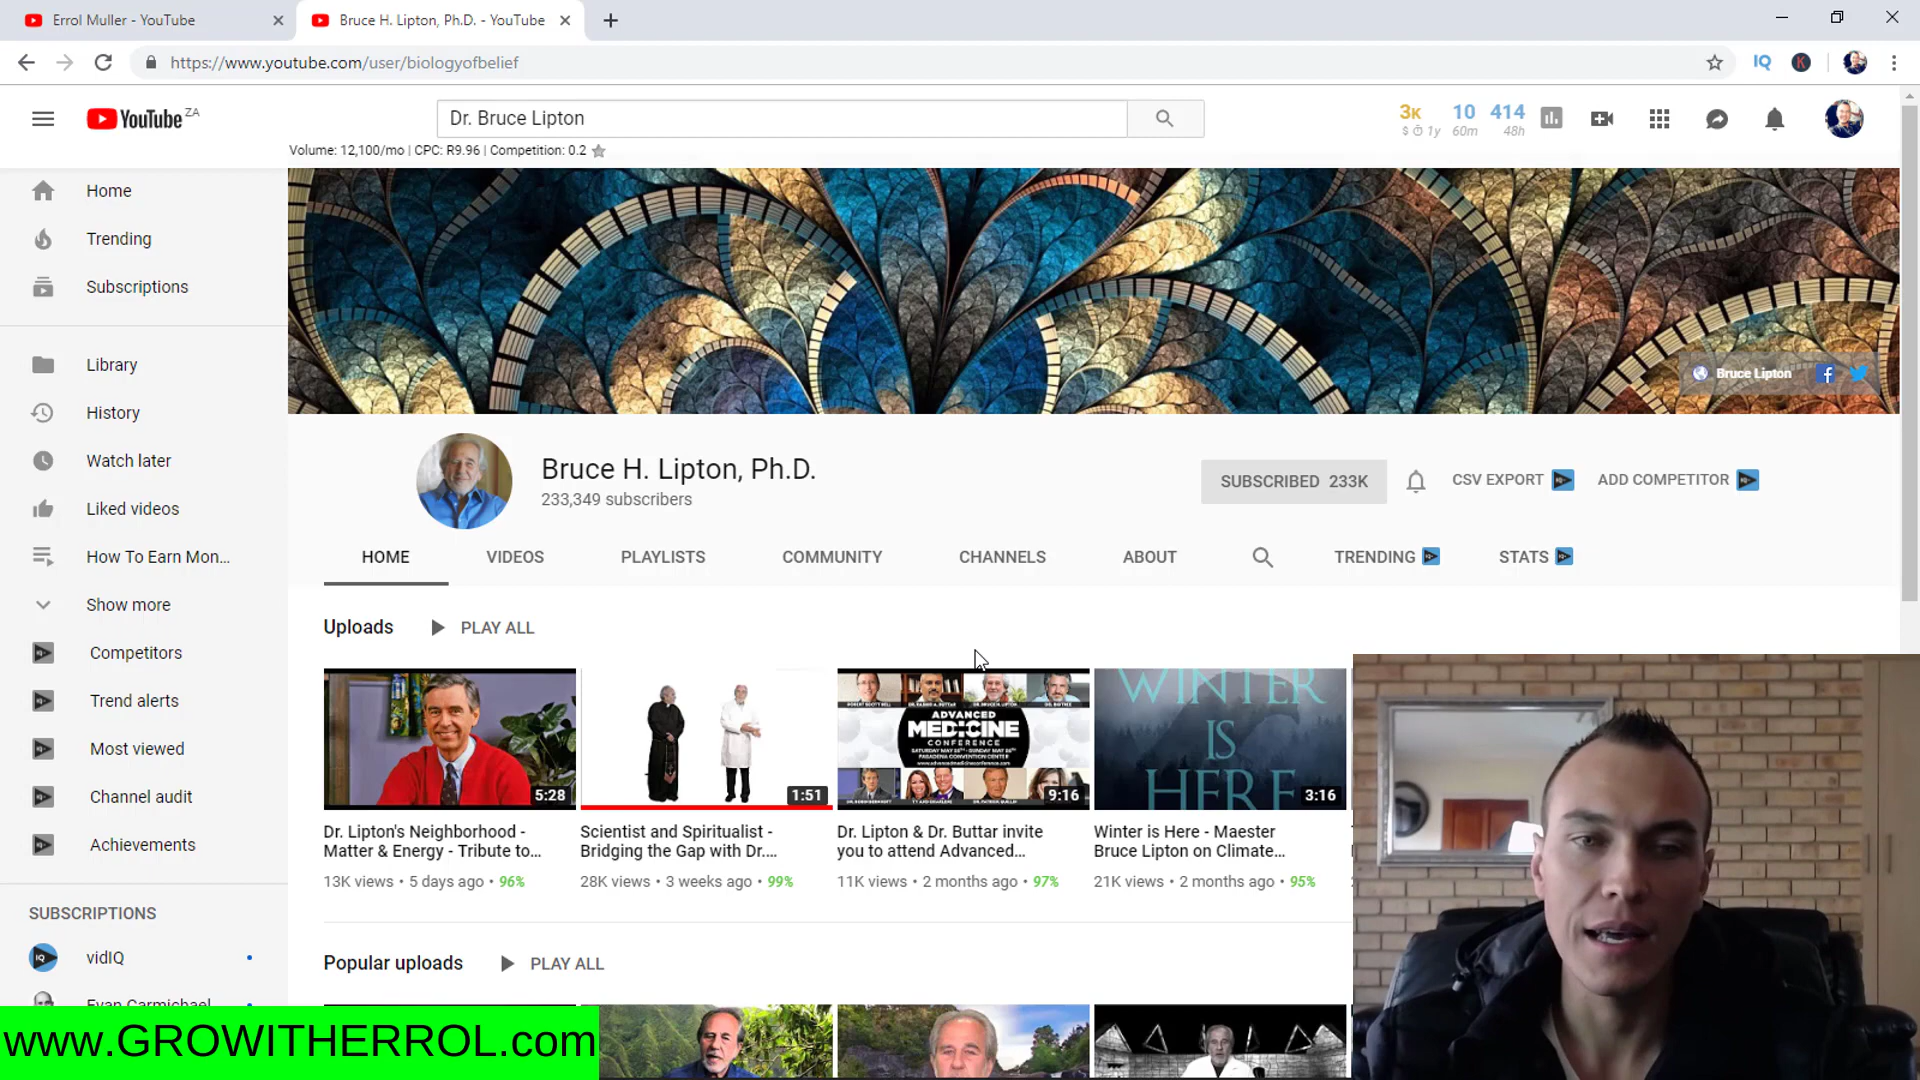 Errol Muller - YouTube
Bruce H. Lipton, Ph.D. - YouTube
https://www.youtube.com/user/biologyofbelief
IQ
K
YouTube ZA
Dr. Bruce Lipton
3K 10 414
$ 1y 60m 48h
Volume: 12,100/mo | CPC: R9.96 | Competition: 0.2
Home
Trending
Subscriptions
Library
History
Watch later
Liked videos
How To Earn Mon...
Show more
Competitors
Trend alerts
Most viewed
Channel audit
Achievements
SUBSCRIPTIONS
vidIQ
Evan Carmichael
Bruce Lipton
Bruce H. Lipton, Ph.D.
233,349 subscribers
SUBSCRIBED 233K
CSV EXPORT
ADD COMPETITOR
HOME VIDEOS PLAYLISTS COMMUNITY CHANNELS ABOUT TRENDING STATS
Uploads PLAY ALL
ADVANCED
MEDICINE
CONFERENCE
PASADENA CONVENTION CENTER
WINTER
IS
HERE
5:28
1:51
9:16
3:16
Dr. Lipton's Neighborhood -
Matter & Energy - Tribute to...
13K views • 5 days ago • 96%
Scientist and Spiritualist -
Bridging the Gap with Dr....
28K views • 3 weeks ago • 99%
Dr. Lipton & Dr. Buttar invite
you to attend Advanced...
11K views • 2 months ago • 97%
Winter is Here - Maester
Bruce Lipton on Climate...
21K views • 2 months ago • 95%
Popular uploads PLAY ALL
www.GROWITHERROL.com